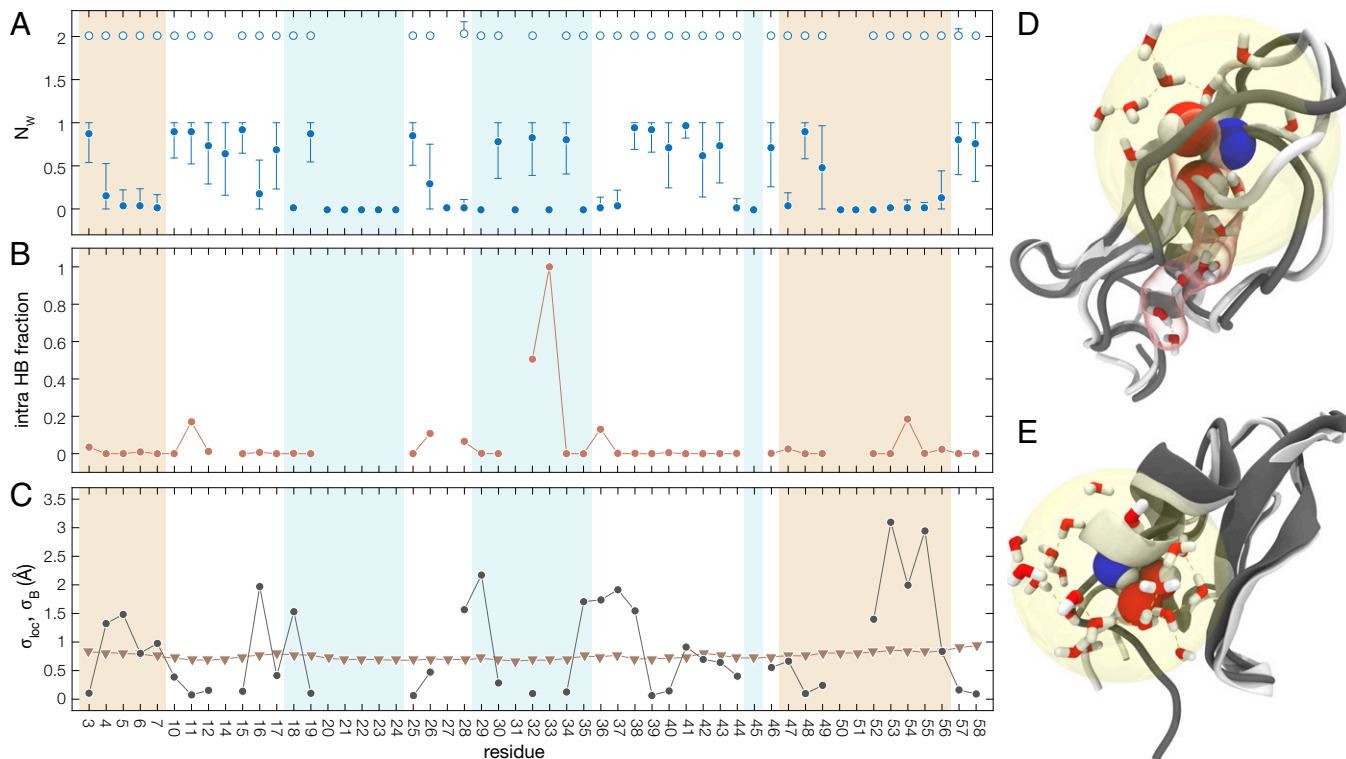 A
2
1.5
1
0.5
0
N_W
B
1
0.8
0.6
0.4
0.2
0
intra HB fraction
C
3.5
3
2.5
2
1.5
1
0.5
0
σ_loc, σ_B (Å)
3 4 5 6 7 10 11 12 14 15 16 17 18 19 20 21 22 23 24 25 26 27 28 29 30 31 32 33 34 35 36 37 38 39 40 41 42 43 44 45 46 47 48 49 50 51 52 53 54 55 56 57 58
residue
D
E